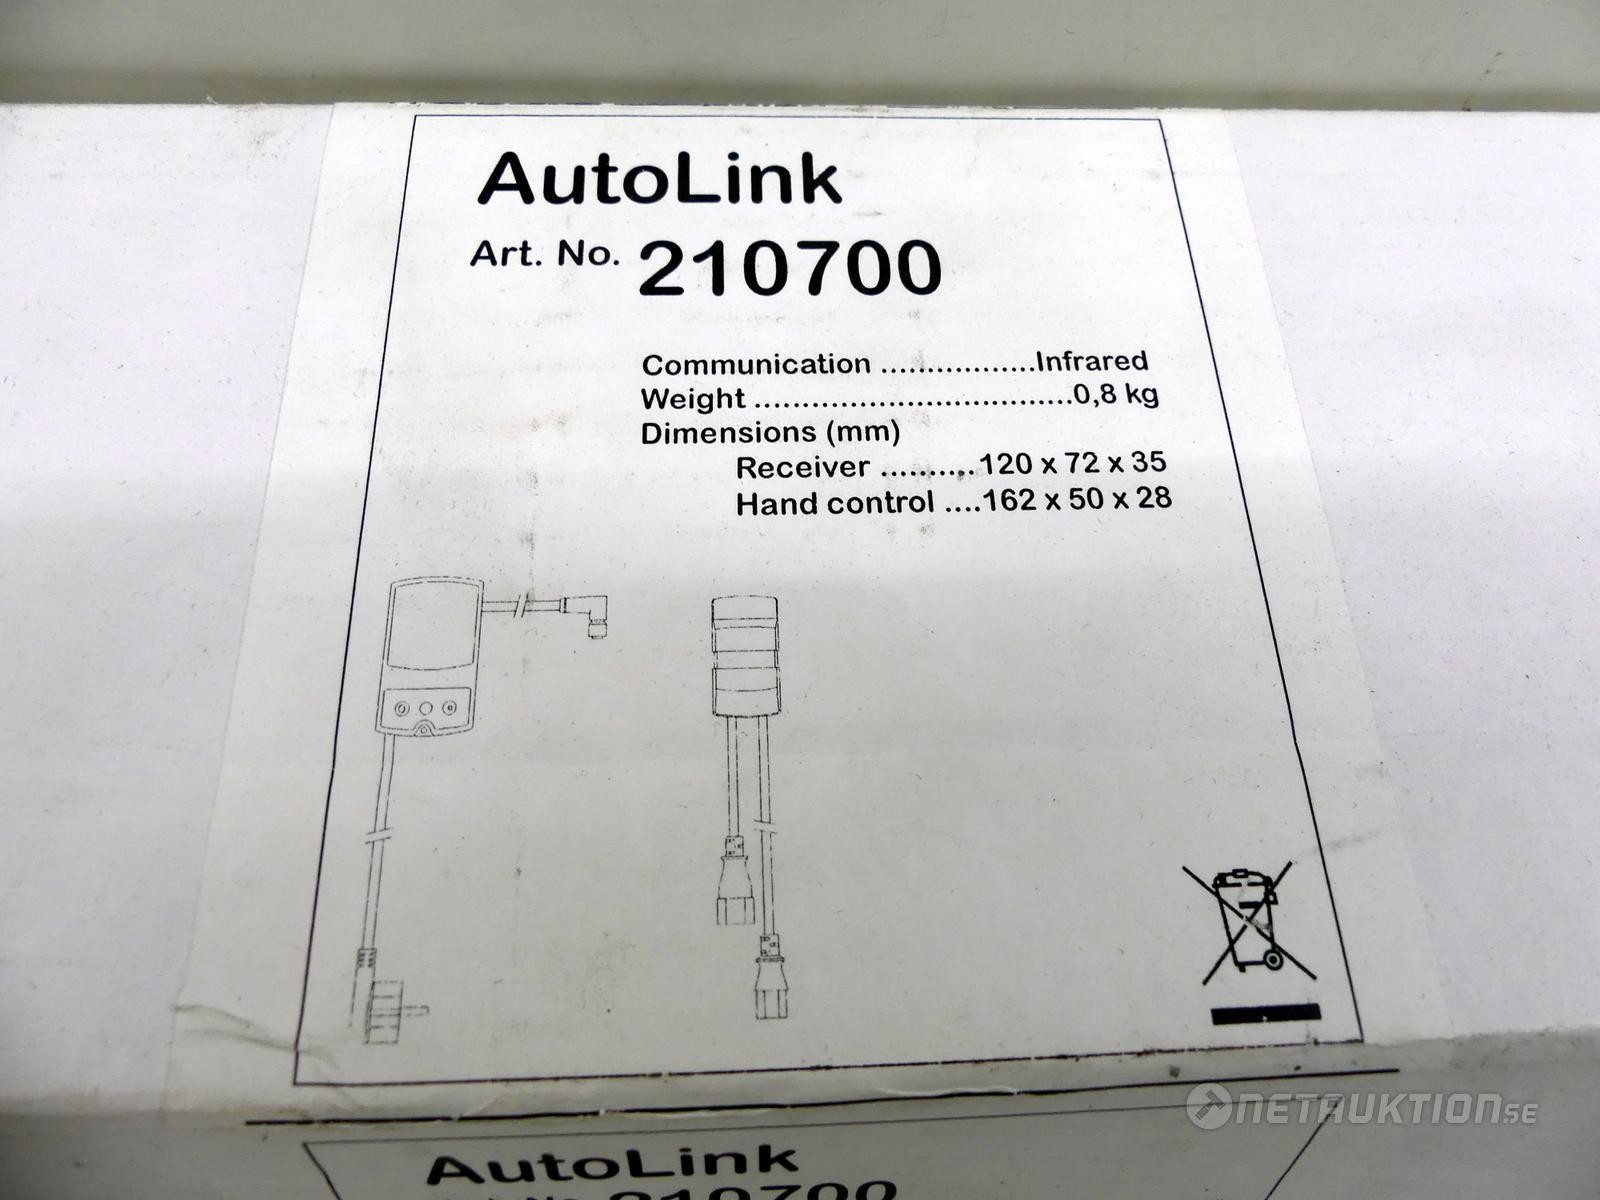 AutoLink
Art. No. 210700
Communication .................Infrared
Weight .................................0,8 kg
Dimensions (mm)
Receiver ..........120 x 72 x 35
Hand control ....162 x 50 x 28
NETAUKTION.SE
AutoLink
210700